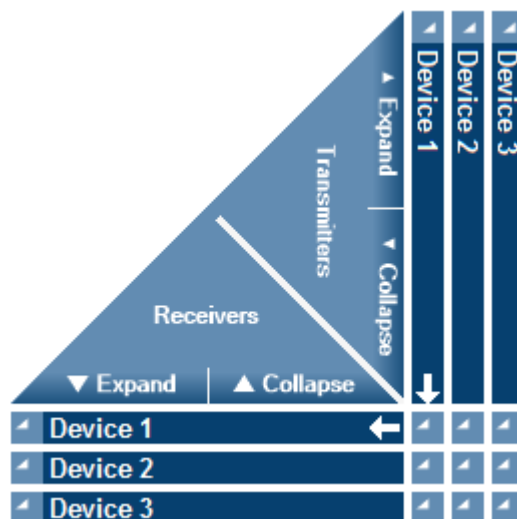 ▲ Expand
▼ Collapse
Transmitters
Device 1
Device 2
Device 3
Receivers
▼ Expand
▲ Collapse
Device 1
Device 2
Device 3